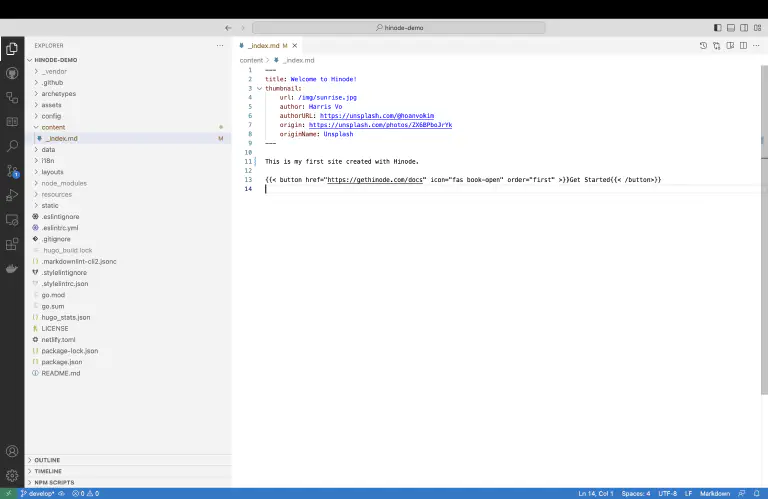 hinode-demo
EXPLORER
HINODE-DEMO
_vendor
.github
archetypes
assets
config
content
_index.md
M
data
i18n
layouts
node_modules
resources
static
.eslintignore
.eslintrc.yml
.gitignore
.hugo_build.lock
.markdownlint-cli2.jsonc
.stylelintignore
.stylelintrc.json
go.mod
go.sum
hugo_stats.json
LICENSE
netlify.toml
package-lock.json
package.json
README.md
OUTLINE
TIMELINE
NPM SCRIPTS
_index.md M
content > _index.md
1 ---
2 title: Welcome to Hinode!
3 thumbnail:
4 url: /img/sunrise.jpg
5 author: Harris Vo
6 authorURL: https://unsplash.com/@hoanvokim
7 origin: https://unsplash.com/photos/ZX6BPboJrYk
8 originName: Unsplash
9 ---
10
11 This is my first site created with Hinode.
12
13 {{< button href="https://gethinode.com/docs" icon="fas book-open" order="first" >}}Get Started{{< /button>}}
14
develop* 0 0 Ln 14, Col 1 Spaces: 4 UTF-8 LF Markdown